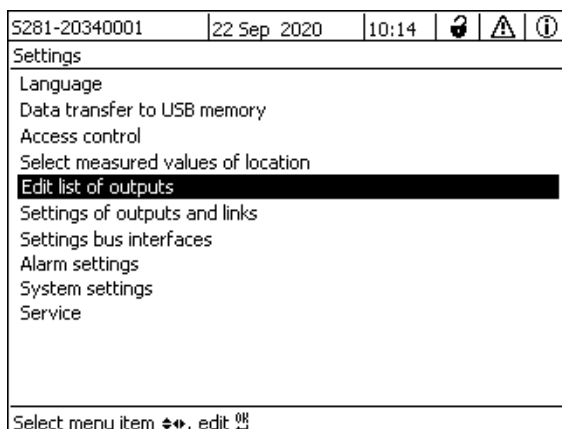 S281-20340001 22 Sep 2020 10:14
Settings
Language
Data transfer to USB memory
Access control
Select measured values of location
Edit list of outputs
Settings of outputs and links
Settings bus interfaces
Alarm settings
System settings
Service
Select menu item , edit OK